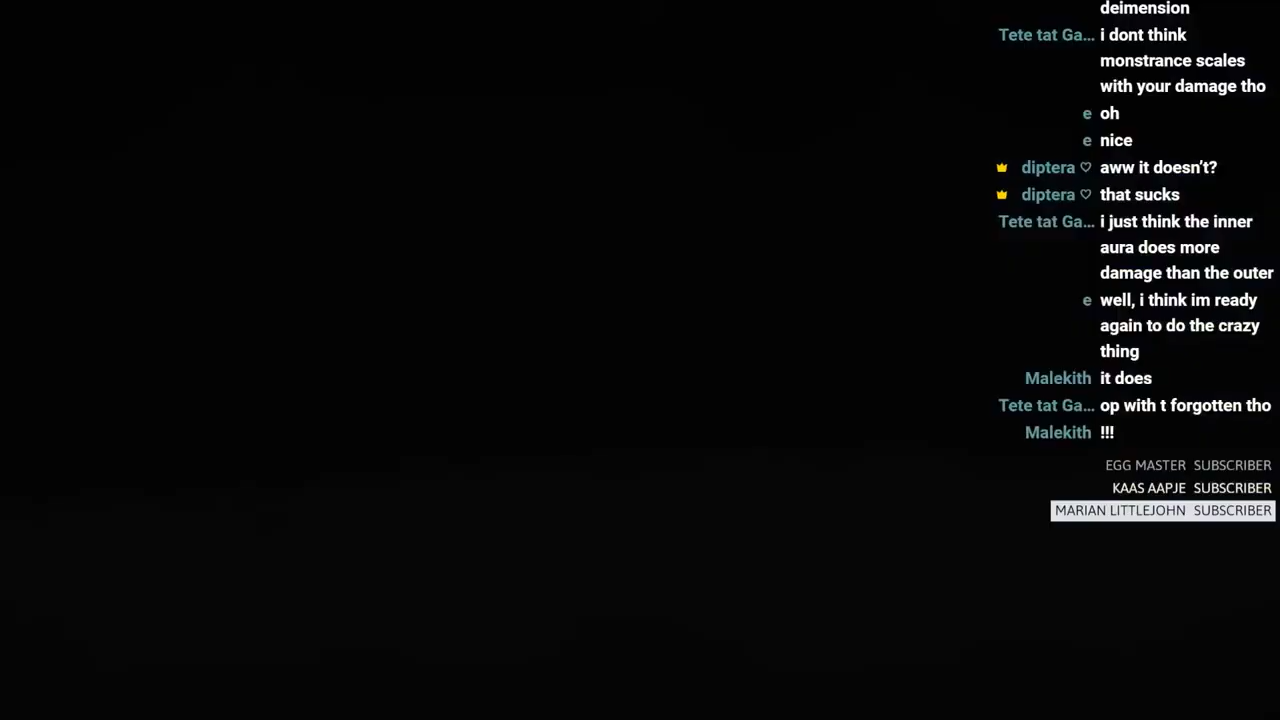 deimension
Tete tat Ga... i dont think
monstrance scales
with your damage tho
e oh
e nice
diptera ♡ aww it doesn't?
diptera ♡ that sucks
Tete tat Ga... i just think the inner
aura does more
damage than the outer
e well, i think im ready
again to do the crazy
thing
Malekith it does
Tete tat Ga... op with t forgotten tho
Malekith !!!
EGG MASTER SUBSCRIBER
KAAS AAPJE SUBSCRIBER
MARIAN LITTLEJOHN SUBSCRIBER